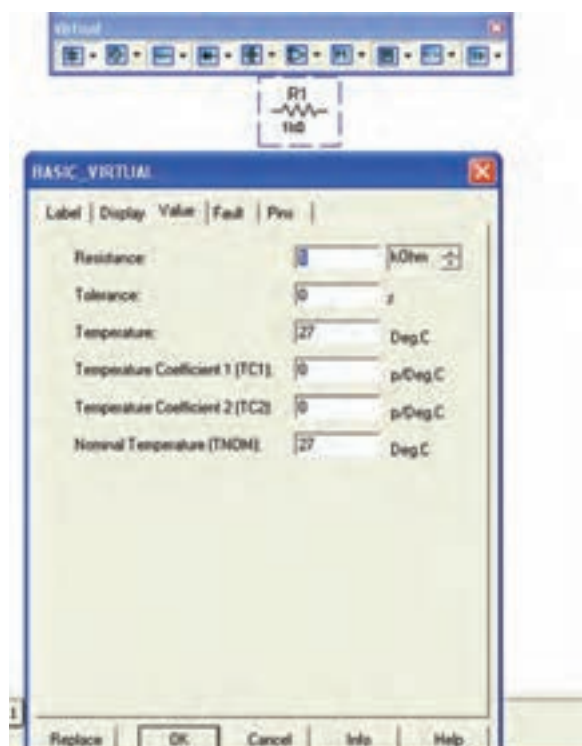 Virtual
R1
BASIC_VIRTUAL
Label Display Value Fault Pins
Resistance: kOhm
Tolerance: 0
Temperature: 27 Deg.C
Temperature Coefficient 1 (TC1): 0 p/Deg.C
Temperature Coefficient 2 (TC2): 0 p/Deg.C
Nominal Temperature (TNOM): 27 Deg.C
Replace OK Cancel Info Help